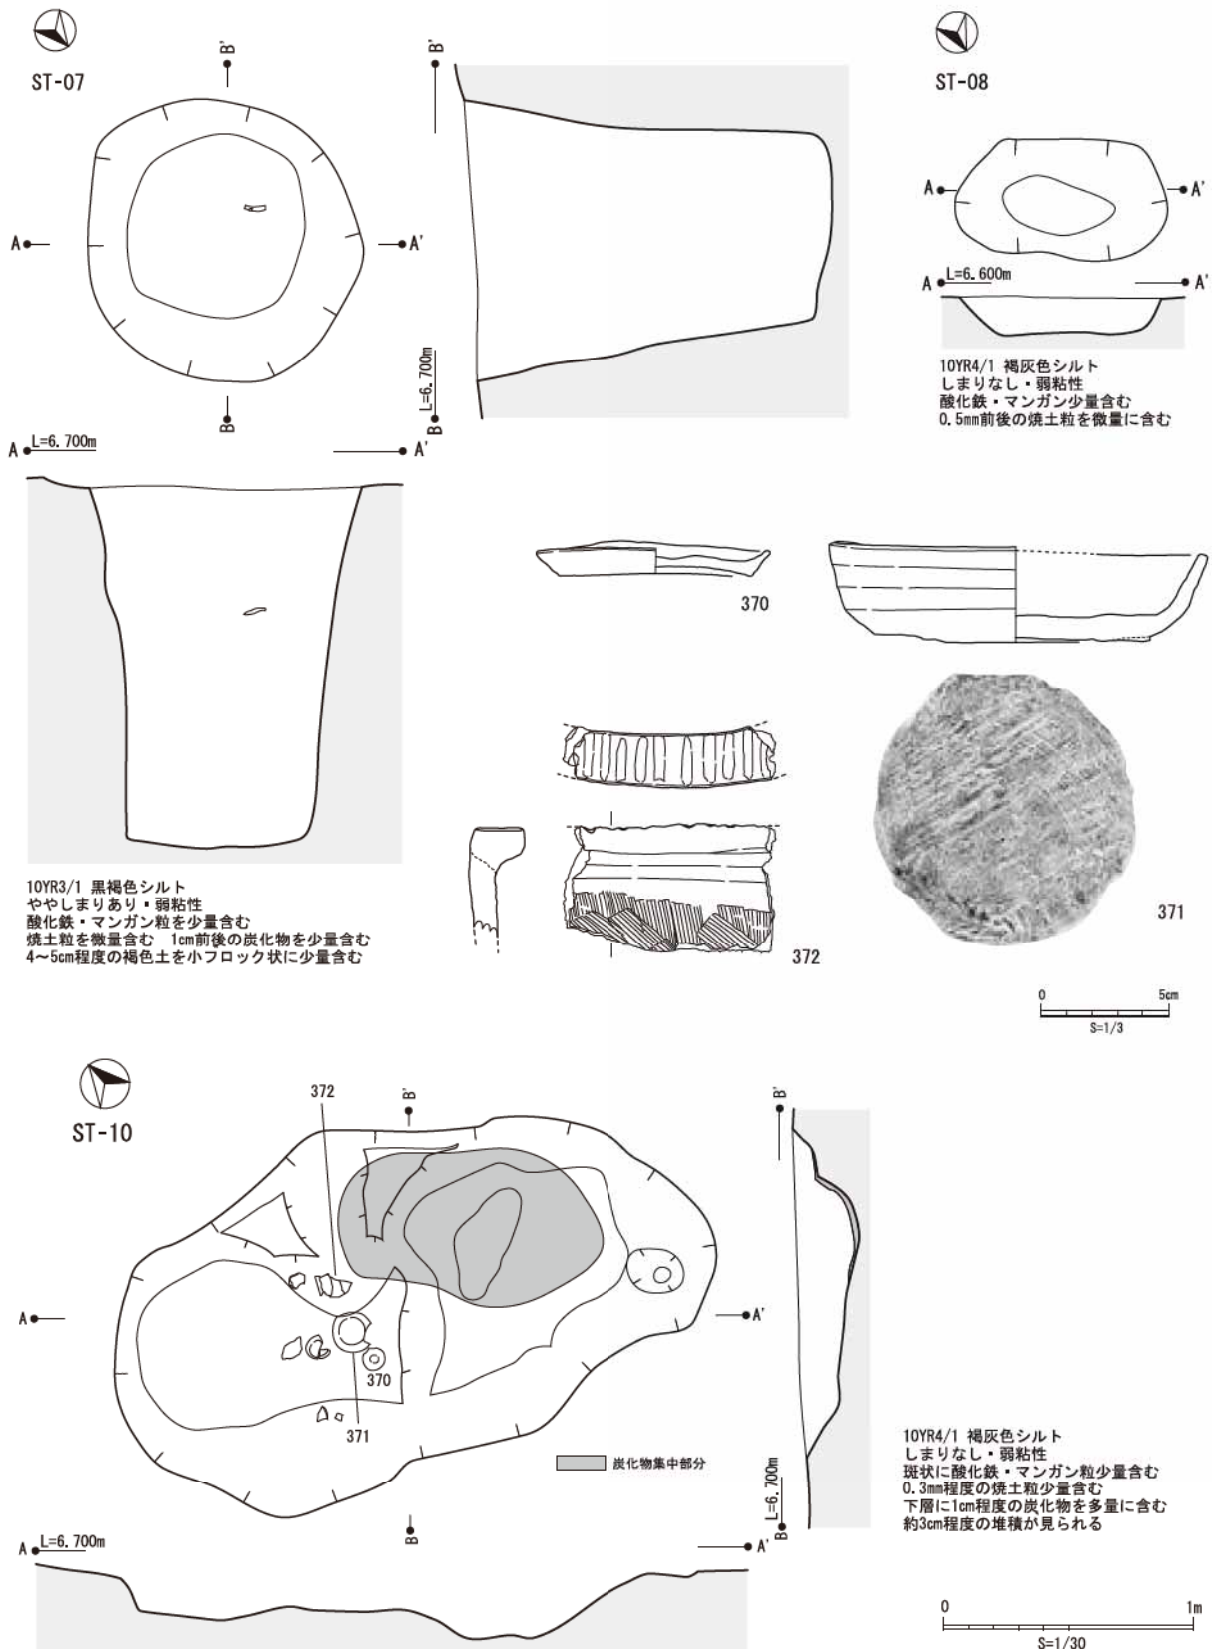 ST-07
B'
A
A'
B
A L=6.700m A'
B'
L=6.700m
B
10YR3/1 黒褐色シルト
ややしまりあり・弱粘性
酸化鉄・マンガン粒を少量含む
焼土粒を微量含む 1cm前後の炭化物を少量含む
4~5cm程度の褐色土を小フロック状に少量含む
ST-08
A
A'
A L=6.600m A'
10YR4/1 褐灰色シルト
しまりなし・弱粘性
酸化鉄・マンガン少量含む
0.5mm前後の焼土粒を微量に含む
370
372
371
0 5cm
S=1/3
ST-10
372
B'
A
A'
370
371
B
炭化物集中部分
A L=6.700m A'
B'
L=6.700m
B
10YR4/1 褐灰色シルト
しまりなし・弱粘性
斑状に酸化鉄・マンガン粒少量含む
0.3mm程度の焼土粒少量含む
下層に1cm程度の炭化物を多量に含む
約3cm程度の堆積が見られる
0 1m
S=1/30